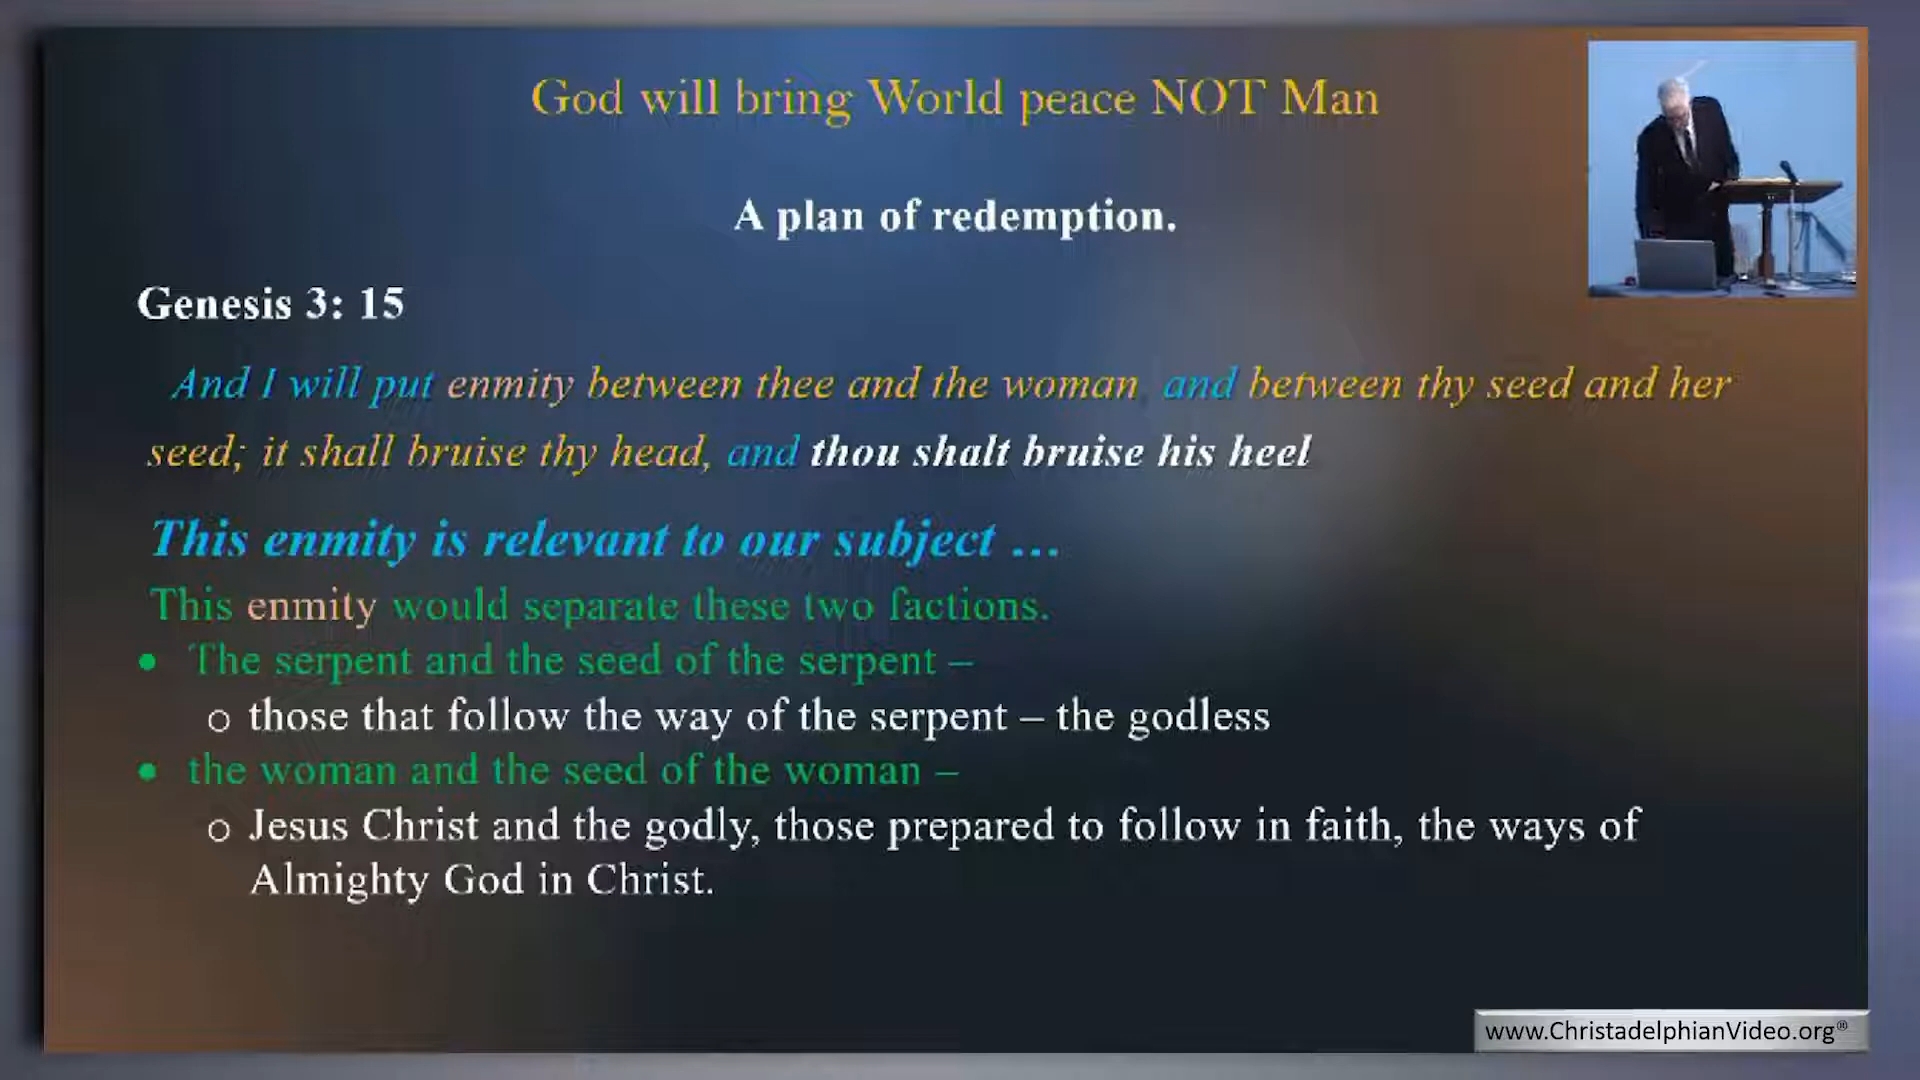 God will bring World peace NOT Man
A plan of redemption.
Genesis 3: 15
And I will put enmity between thee and the woman, and between thy seed and her
seed; it shall bruise thy head, and thou shalt bruise his heel
This enmity is relevant to our subject ...
This enmity would separate these two factions.
● The serpent and the seed of the serpent –
o those that follow the way of the serpent – the godless
● the woman and the seed of the woman –
o Jesus Christ and the godly, those prepared to follow in faith, the ways of
Almighty God in Christ.
www.ChristadelphianVideo.org®